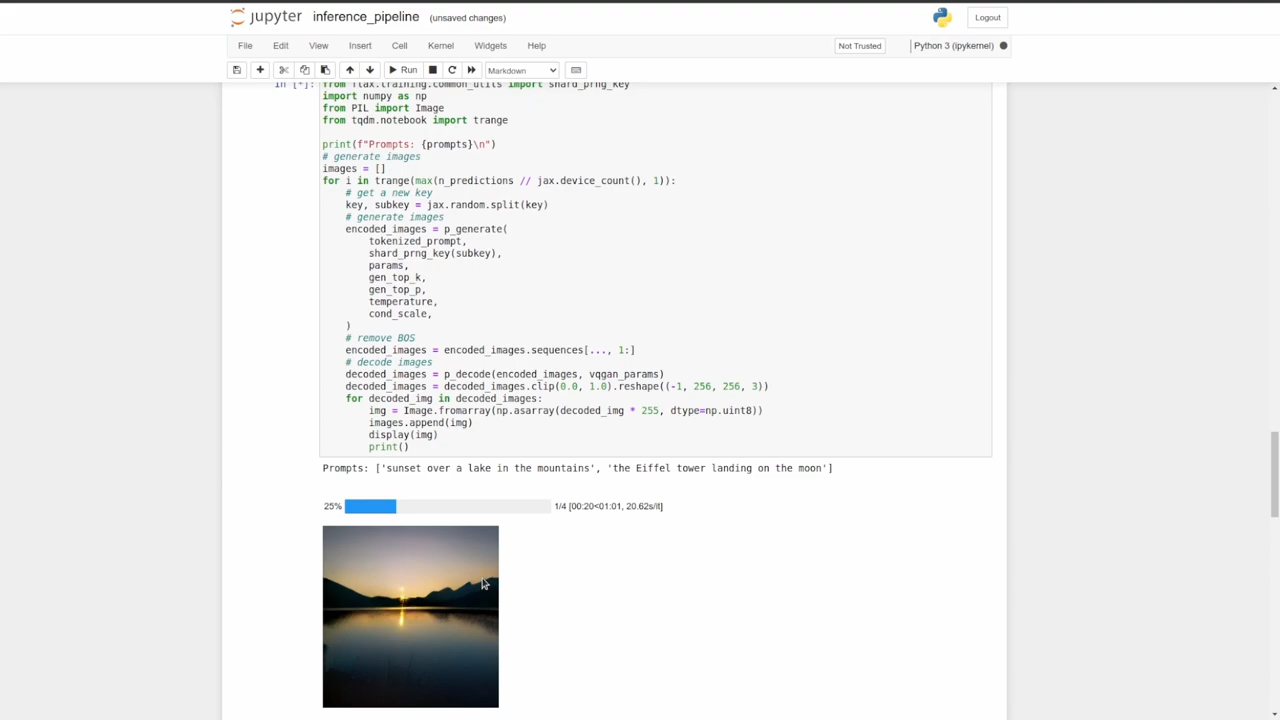 jupyter inference_pipeline (unsaved changes) Logout
File Edit View Insert Cell Kernel Widgets Help Not Trusted Python 3 (ipykernel)
Run Markdown
In [*]: from flax.training.common_utils import shard_prng_key
import numpy as np
from PIL import Image
from tqdm.notebook import trange
print(f"Prompts: {prompts}\n")
# generate images
images = []
for i in trange(max(n_predictions // jax.device_count(), 1)):
# get a new key
key, subkey = jax.random.split(key)
# generate images
encoded_images = p_generate(
tokenized_prompt,
shard_prng_key(subkey),
params,
gen_top_k,
gen_top_p,
temperature,
cond_scale,
)
# remove BOS
encoded_images = encoded_images.sequences[..., 1:]
# decode images
decoded_images = p_decode(encoded_images, vqgan_params)
decoded_images = decoded_images.clip(0.0, 1.0).reshape((-1, 256, 256, 3))
for decoded_img in decoded_images:
img = Image.fromarray(np.asarray(decoded_img * 255, dtype=np.uint8))
images.append(img)
display(img)
print()
Prompts: ['sunset over a lake in the mountains', 'the Eiffel tower landing on the moon']
25% 1/4 [00:20<01:01, 20.62s/it]